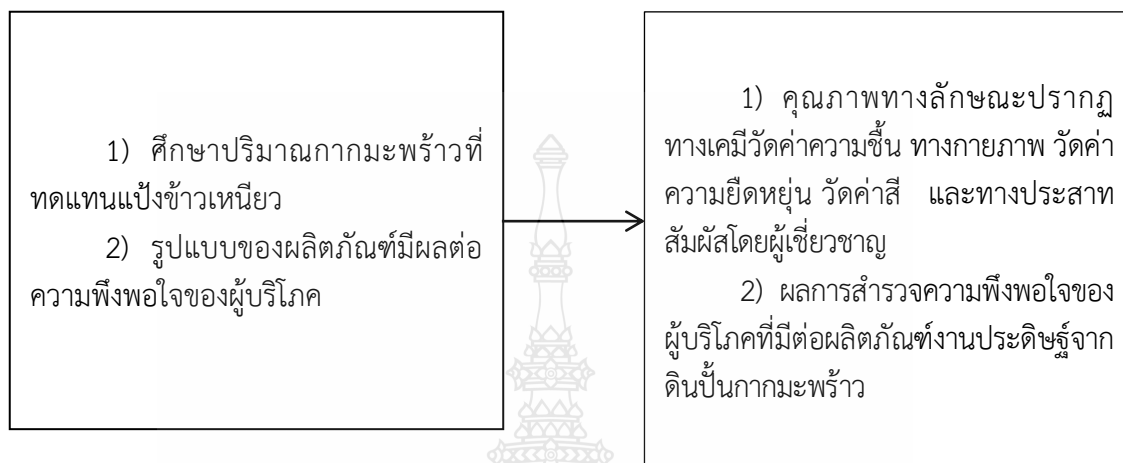 1) ศึกษาปริมาณกากมะพร้าวที่
ทดแทนแป้งข้าวเหนียว
2) รูปแบบของผลิตภัณฑ์มีผลต่อ
ความพึงพอใจของผู้บริโภค
1) คุณภาพทางลักษณะปรากฏ
ทางเคมีวัดค่าความชื้น ทางกายภาพ วัดค่า
ความยืดหยุ่น วัดค่าสี และทางประสาท
สัมผัสโดยผู้เชี่ยวชาญ
2) ผลการสำรวจความพึงพอใจของ
ผู้บริโภคที่มีต่อผลิตภัณฑ์งานประดิษฐ์จาก
ดินปั้นกากมะพร้าว